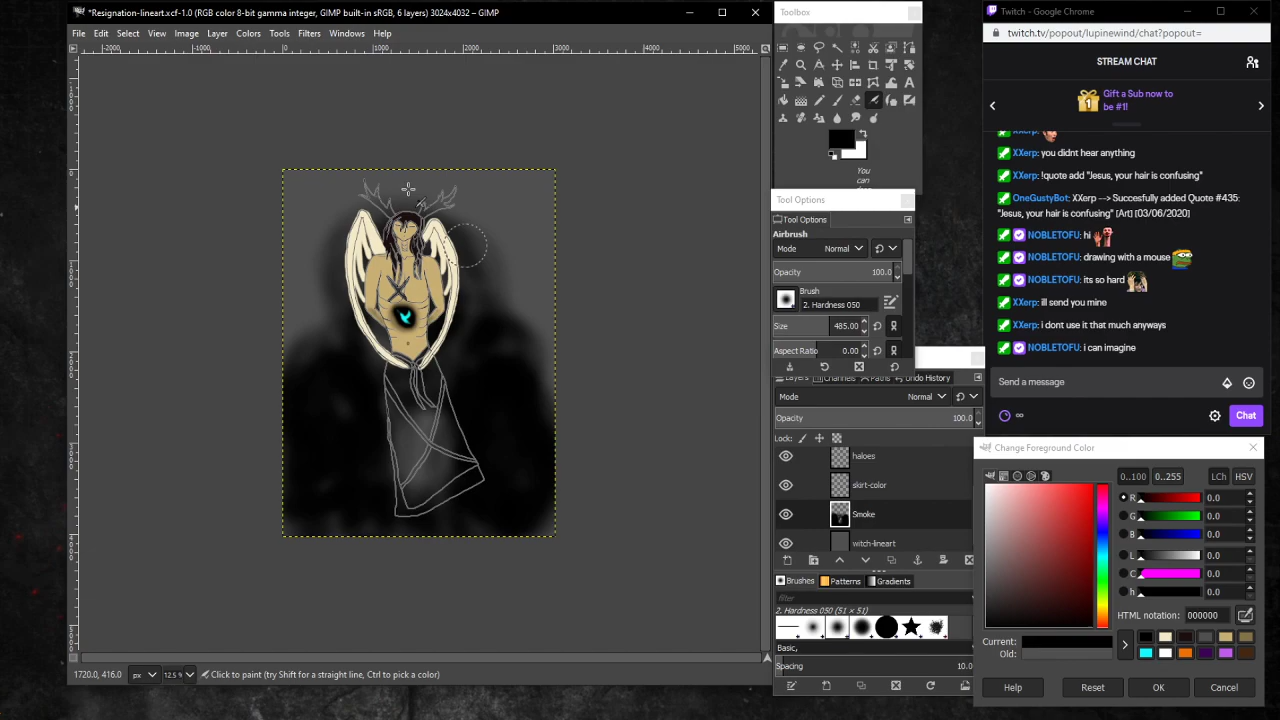 *Resignation-lineart.xcf-1.0 (RGB color 8-bit gamma integer, GIMP built-in sRGB, 6 layers) 3024x4032 – GIMP
File Edit Select View Image Layer Colors Tools Filters Windows Help
1720.0, 416.0 px 12.5 % Click to paint (try Shift for a straight line, Ctrl to pick a color)
Toolbox
You
can
Tool Options
Tool Options
Airbrush
Mode Normal
Opacity 100.0
Brush
2. Hardness 050
Size 485.00
Aspect Ratio 0.00
Layers Channels Paths Undo History
Mode Normal
Opacity 100.0
Lock:
haloes
skirt-color
Smoke
witch-lineart
Brushes Patterns Gradients
filter
2. Hardness 050 (51 × 51)
Basic,
Spacing 10.0
Twitch - Google Chrome
twitch.tv/popout/lupinewind/chat?popout=
STREAM CHAT
Gift a Sub now to
be #1!
XXerp:
XXerp: you didnt hear anything
XXerp: !quote add "Jesus, your hair is confusing"
OneGustyBot: XXerp --> Succesfully added Quote #435:
"Jesus, your hair is confusing" [Art] [03/06/2020]
NOBLETOFU: hi
NOBLETOFU: drawing with a mouse
NOBLETOFU: its so hard
XXerp: ill send you mine
XXerp: i dont use it that much anyways
NOBLETOFU: i can imagine
Send a message
∞ Chat
Change Foreground Color
0..100 0..255 LCh HSV
R 0.0
G 0.0
B 0.0
L 0.0
C 0.0
h 0.0
HTML notation: 000000
Current:
Old:
Help Reset OK Cancel